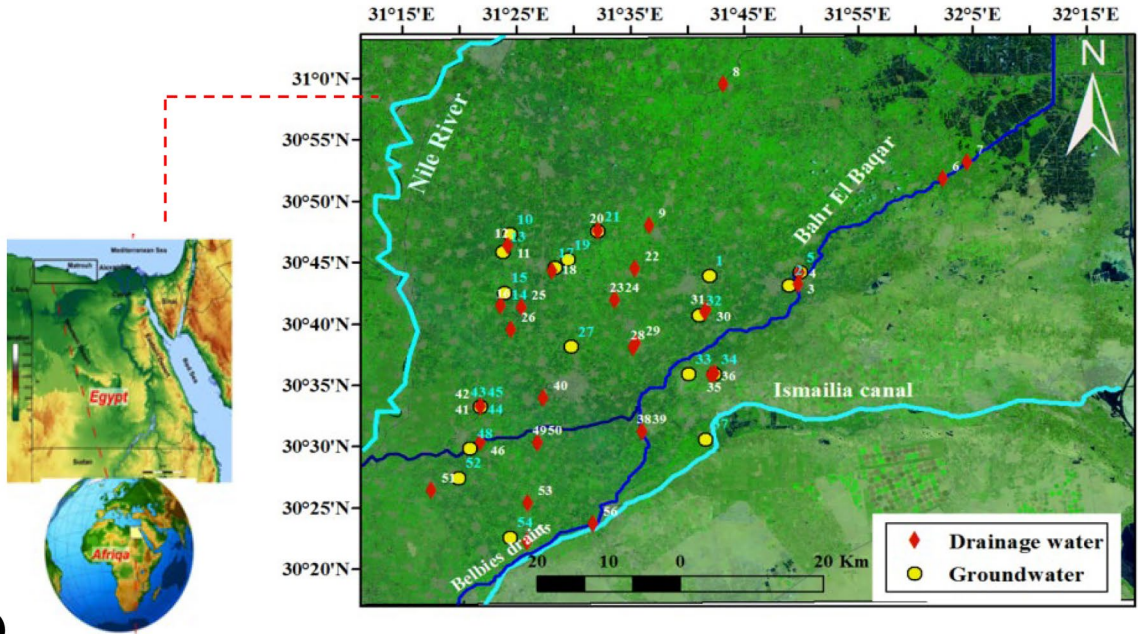 31°15'E 31°25'E 31°35'E 31°45'E 31°55'E 32°5'E 32°15'E
31°0'N
30°55'N
30°50'N
30°45'N
30°40'N
30°35'N
30°30'N
30°25'N
30°20'N
N
Nile River
Bahr El Baqar
Ismailia canal
Belbies drain
8
7
6
9
10
20 21
12 13
11
19
17
18
22
1
5
4
2
3
15
14 25
26
23 24
31 32
30
29
28
27
33 34
36
35
40
42 43 45
41 44
38 39
37
48
46
49 50
52
51
53
54
56
20 10 0 20 Km
Drainage water
Groundwater
Mediterranean Sea
Matrouh
Sinai
Red Sea
Egypt
Sudan
Afriqa